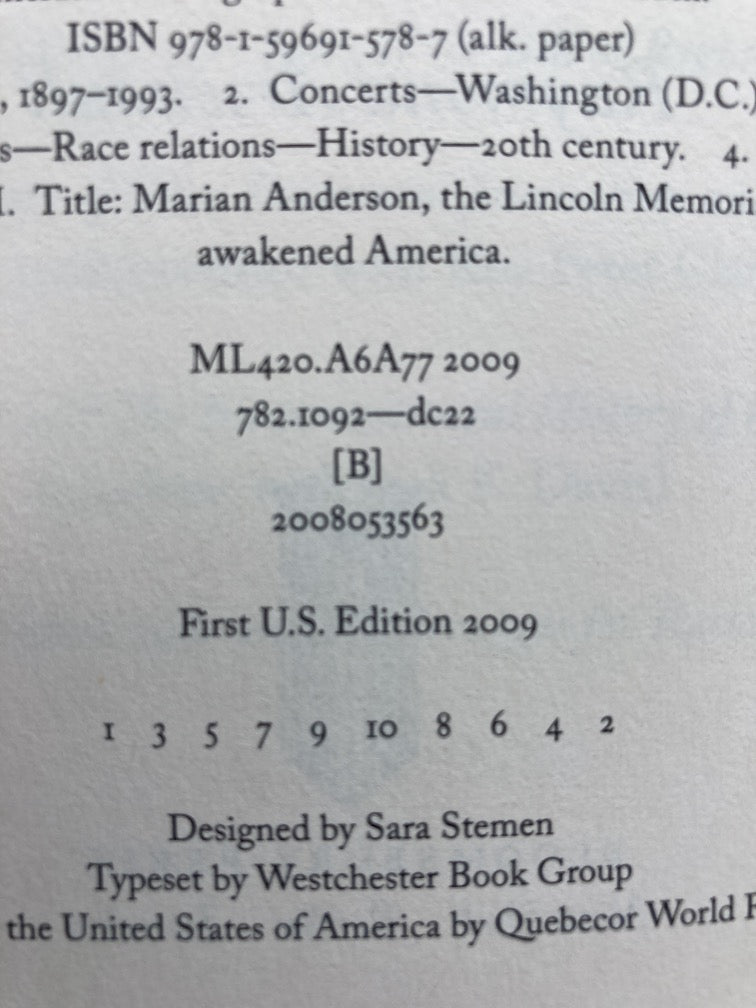 ISBN 978-1-59691-578-7 (alk. paper)
, 1897–1993. 2. Concerts—Washington (D.C.)
s—Race relations—History—20th century. 4.
I. Title: Marian Anderson, the Lincoln Memori
awakened America.
ML420.A6A77 2009
782.1092—dc22
[B]
2008053563
First U.S. Edition 2009
1 3 5 7 9 10 8 6 4 2
Designed by Sara Stemen
Typeset by Westchester Book Group
the United States of America by Quebecor World F